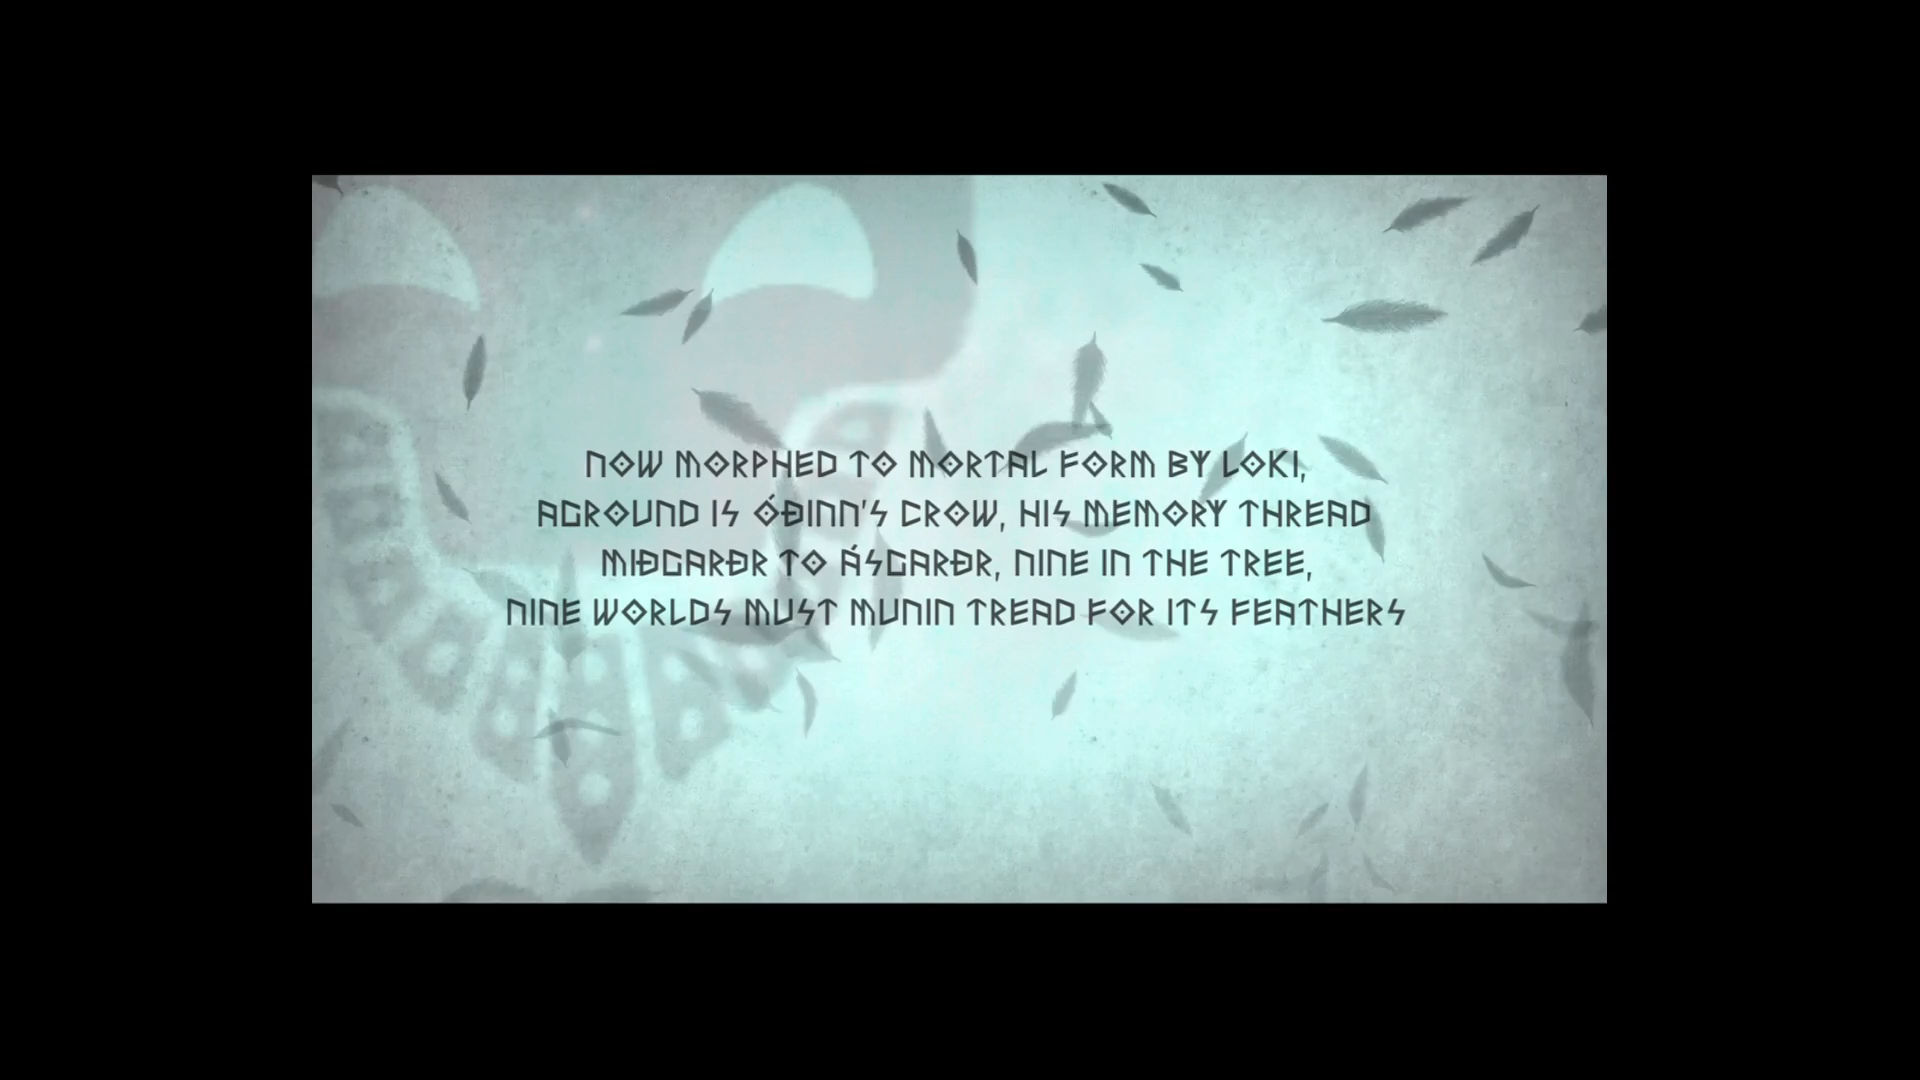 NOW MORPHED TO MORTAL FORM BY LOKI,
AGROUND IS ÓÐINN'S CROW, HIS MEMORY THREAD
MIÐGARÐR TO ÁSGARÐR, NINE IN THE TREE,
NINE WORLDS MUST MUNIN TREAD FOR ITS FEATHERS